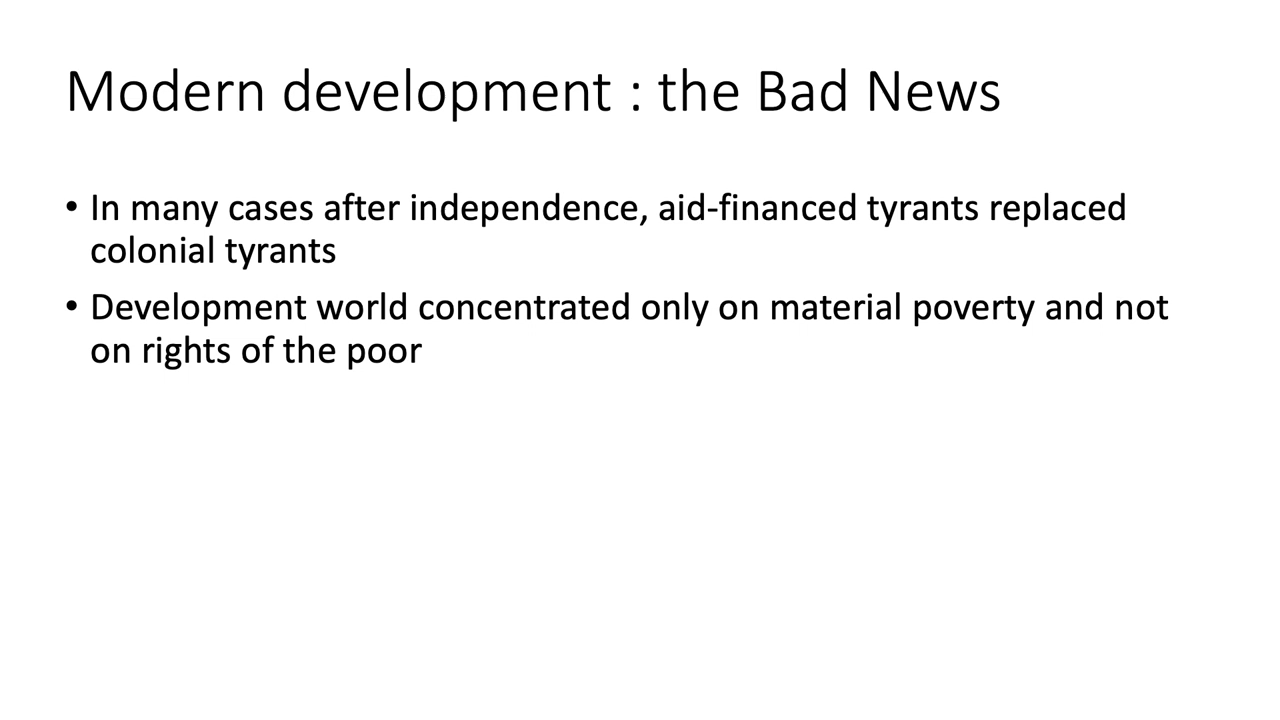 Modern development : the Bad News
• In many cases after independence, aid-financed tyrants replaced
colonial tyrants
• Development world concentrated only on material poverty and not
on rights of the poor